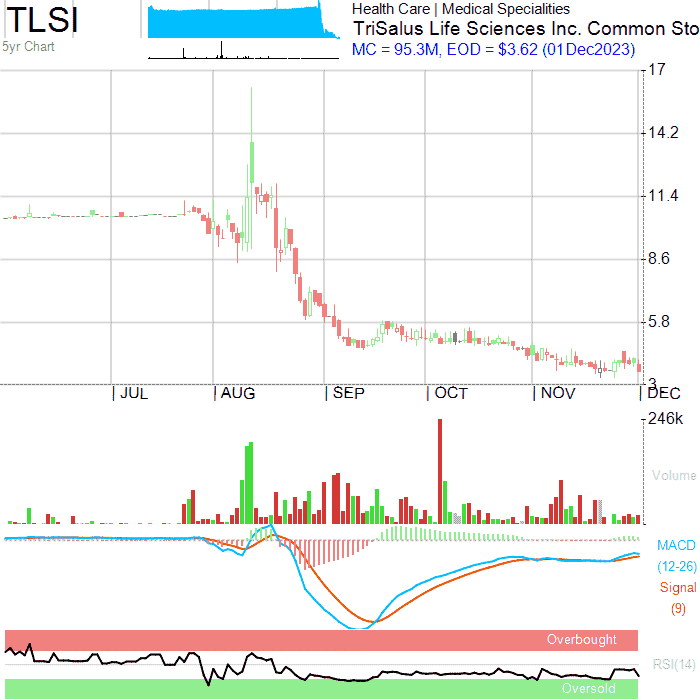 TLSI
5yr Chart
Health Care | Medical Specialities
TriSalus Life Sciences Inc. Common Sto
MC = 95.3M, EOD = $3.62 (01Dec2023)
17
14.2
11.4
8.6
5.8
3
JUL AUG SEP OCT NOV DEC
246k
Volume
MACD
(12-26)
Signal
(9)
Overbought
RSI(14)
Oversold